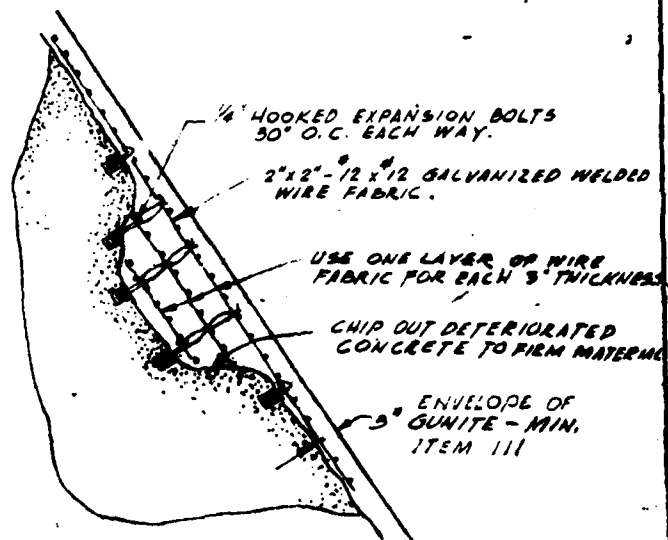 1/4" HOOKED EXPANSION BOLTS
30" O.C. EACH WAY.
2"x2" - #12 x #12 GALVANIZED WELDED
WIRE FABRIC.
USE ONE LAYER OF WIRE
FABRIC FOR EACH 3" THICKNESS
CHIP OUT DETERIORATED
CONCRETE TO FIRM MATERIAL
3" ENVELOPE OF
GUNITE - MIN.
ITEM 111